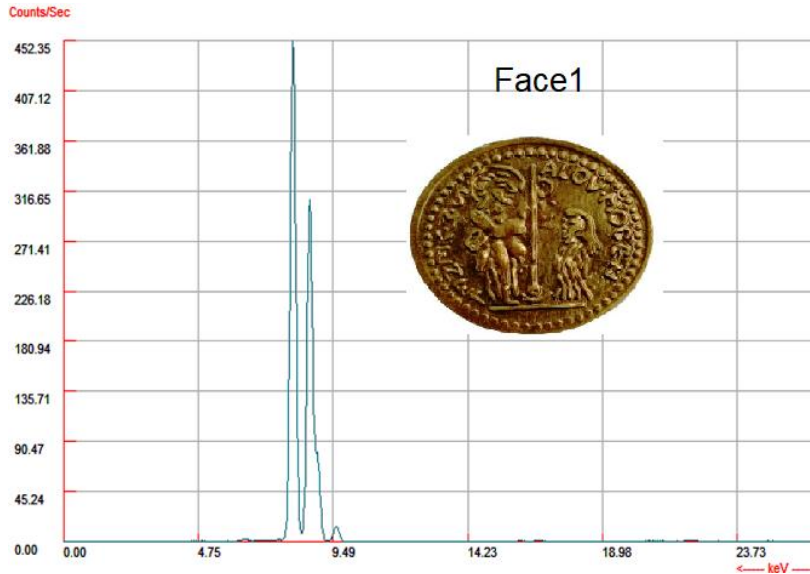 Counts/Sec
452.35
Face1
407.12
361.88
316.65
271.41
226.18
180.94
135.71
90.47
45.24
0.00
0.00 4.75 9.49 14.23 18.98 23.73
<----- keV -----